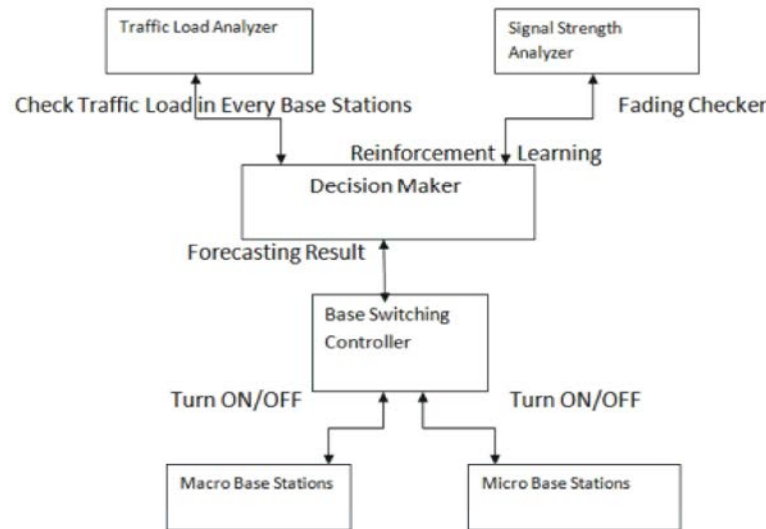 Traffic Load Analyzer
Signal Strength
Analyzer
Check Traffic Load in Every Base Stations
Fading Checker
Reinforcement Learning
Decision Maker
Forecasting Result
Base Switching
Controller
Turn ON/OFF
Turn ON/OFF
Macro Base Stations
Micro Base Stations